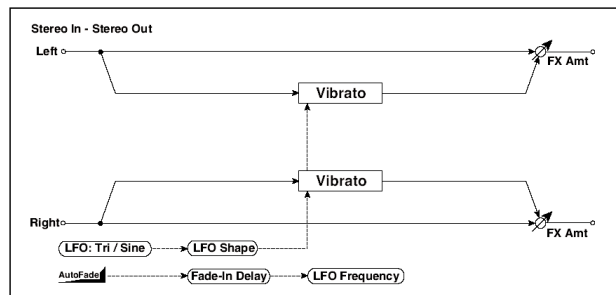 Stereo In - Stereo Out
Left
FX Amt
Vibrato
Vibrato
Right
FX Amt
LFO: Tri / Sine
LFO Shape
AutoFade
Fade-In Delay
LFO Frequency